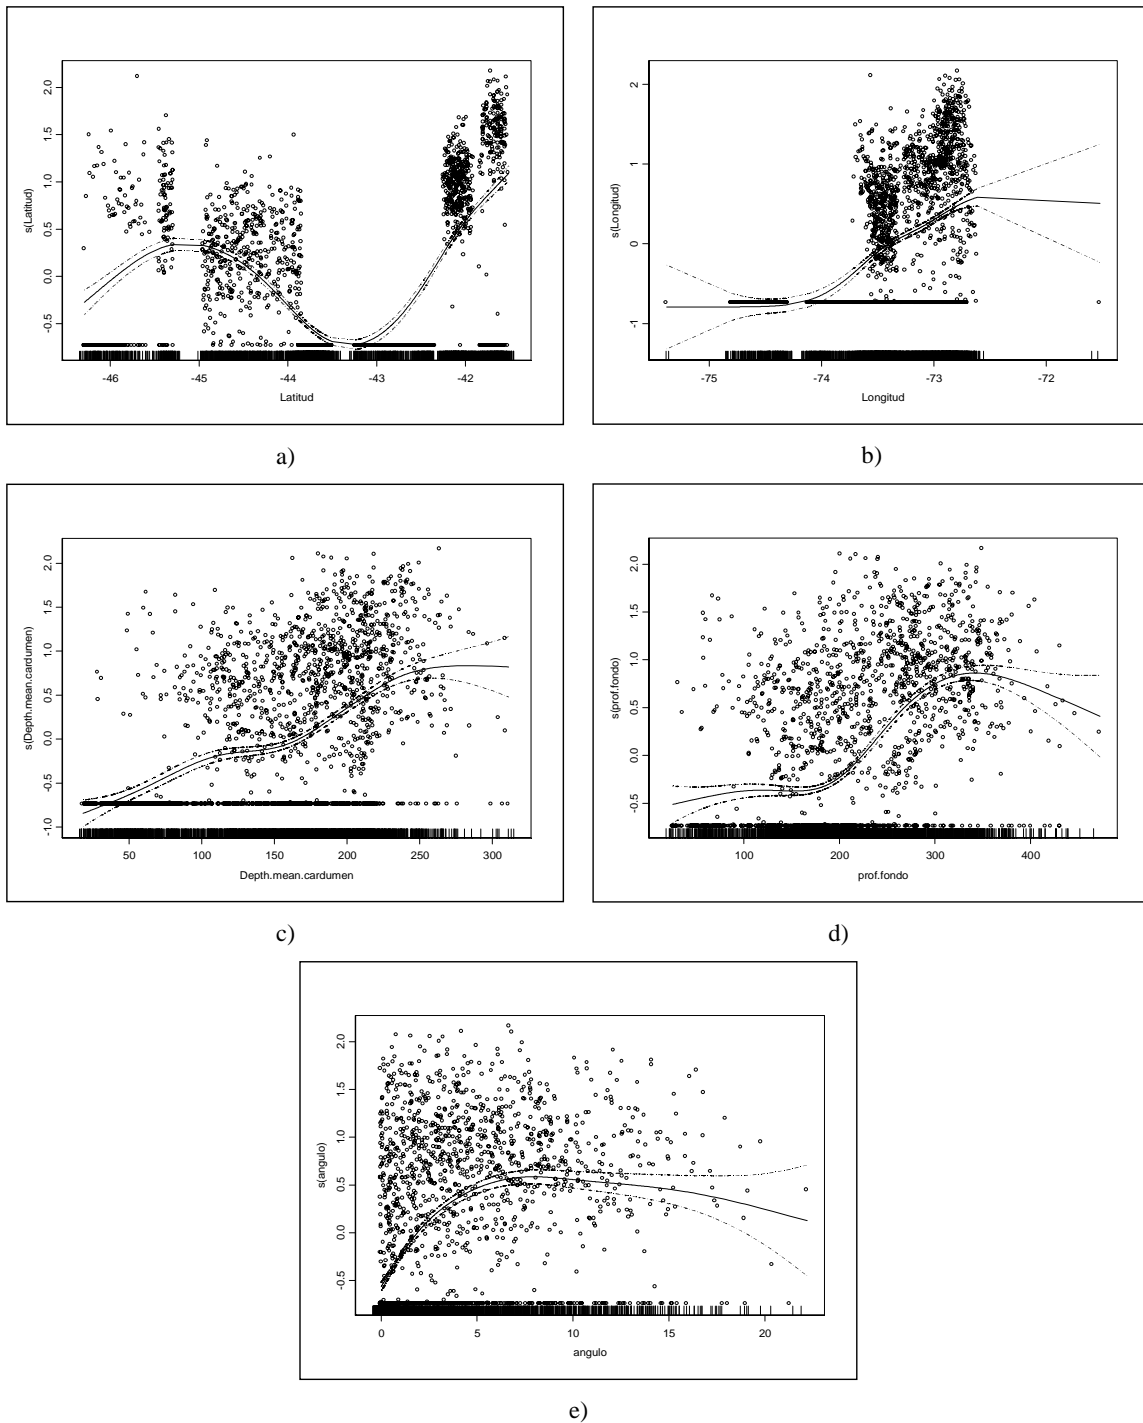 s(Latitud)
2.0
1.5
1.0
0.5
0.0
-0.5
-46 -45 -44 -43 -42
Latitud
a)
s(Longitud)
2
1
0
-1
-75 -74 -73 -72
Longitud
b)
s(Depth.mean.cardumen)
2.0
1.5
1.0
0.5
0.0
-0.5
-1.0
50 100 150 200 250 300
Depth.mean.cardumen
c)
s(prof.fondo)
2.0
1.5
1.0
0.5
0.0
-0.5
100 200 300 400
prof.fondo
d)
s(angulo)
2.0
1.5
1.0
0.5
0.0
-0.5
0 5 10 15 20
angulo
e)